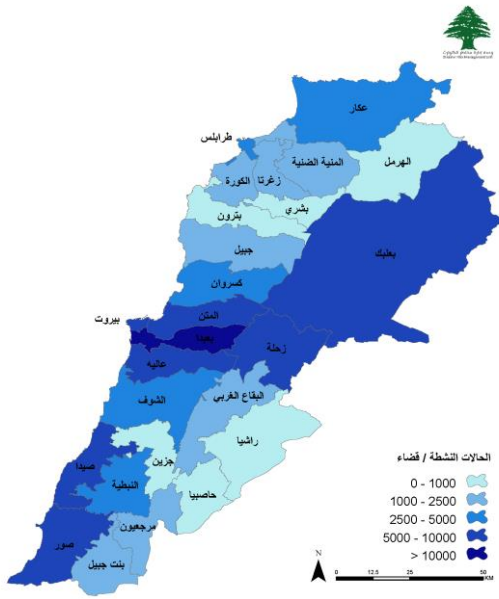 عكار
طرابلس
المنية الضنية
الهرمل
زغرتا
الكورة
بشري
بترون
جبيل
بعلبك
كسروان
المتن
بيروت
بعبدا
زحلة
عاليه
الشوف
البقاع الغربي
راشيا
صيدا
جزين
النبطية
حاصبيا
مرجعيون
صور
بنت جبيل
الحالات النشطة / قضاء
0 - 1000
1000 - 2500
2500 - 5000
5000 - 10000
> 10000
N
0 12.5 25 50
KM